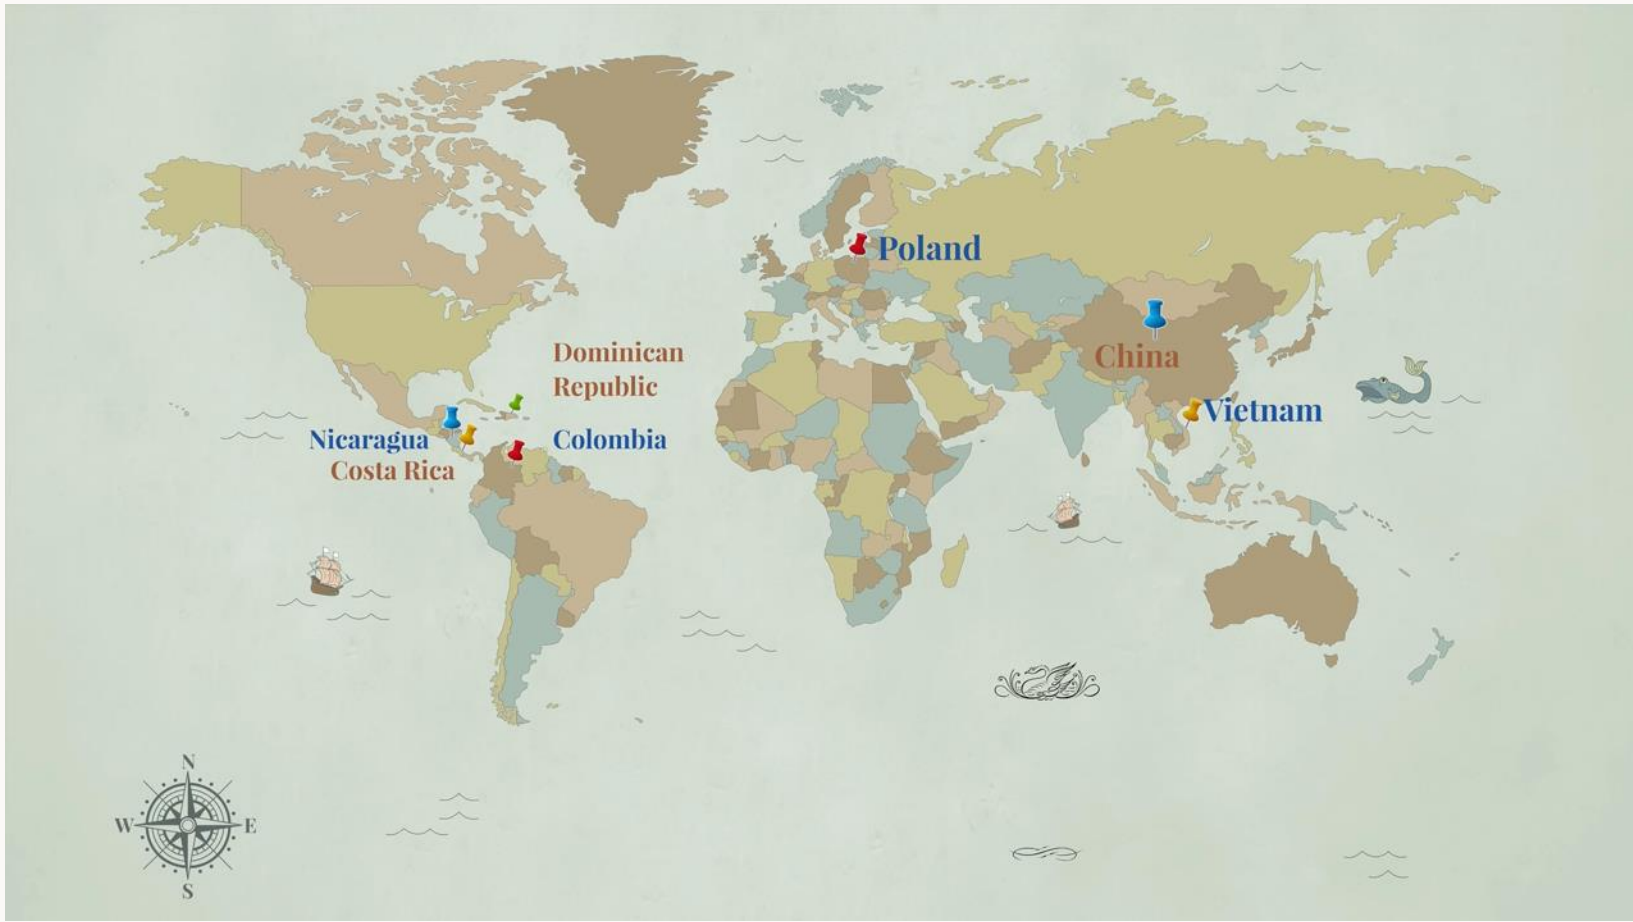 Poland
Dominican
Republic
China
Vietnam
Nicaragua
Colombia
Costa Rica
N
W
E
S